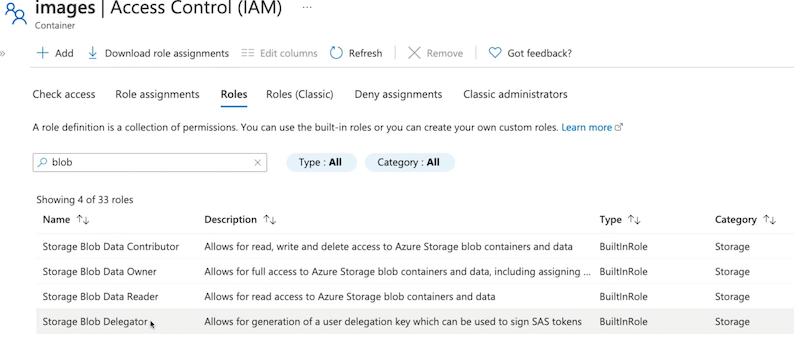 images | Access Control (IAM) ...
Container
» Add Download role assignments Edit columns Refresh Remove Got feedback?
Check access Role assignments Roles Roles (Classic) Deny assignments Classic administrators
A role definition is a collection of permissions. You can use the built-in roles or you can create your own custom roles. Learn more
blob Type : All Category : All
Showing 4 of 33 roles
Name Description Type Category
Storage Blob Data Contributor Allows for read, write and delete access to Azure Storage blob containers and data BuiltInRole Storage
Storage Blob Data Owner Allows for full access to Azure Storage blob containers and data, including assigning ... BuiltInRole Storage
Storage Blob Data Reader Allows for read access to Azure Storage blob containers and data BuiltInRole Storage
Storage Blob Delegator Allows for generation of a user delegation key which can be used to sign SAS tokens BuiltInRole Storage